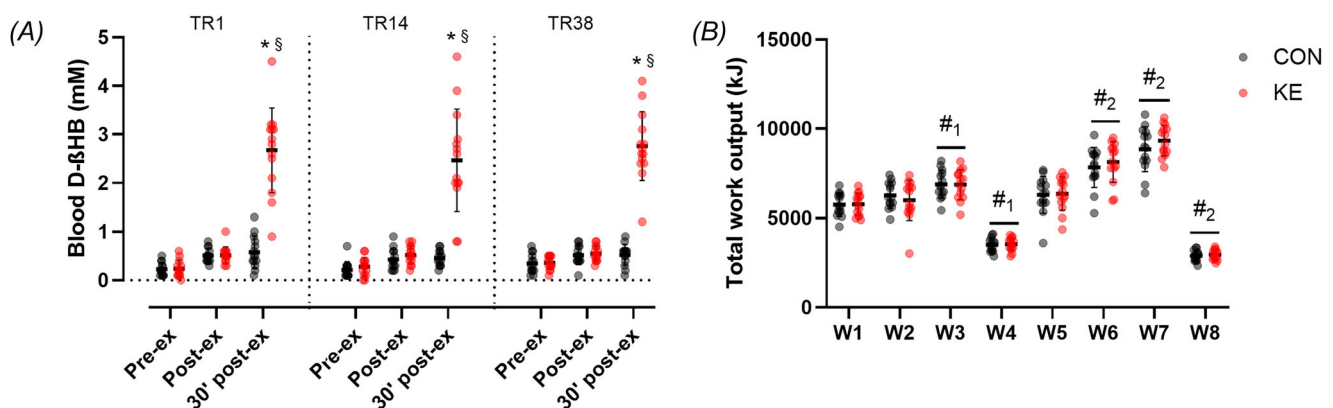 (A)
TR1
TR14
TR38
Blood D-ßHB (mM)
5
4
3
2
1
0
* §
* §
* §
Pre-ex
Post-ex
30' post-ex
Pre-ex
Post-ex
30' post-ex
Pre-ex
Post-ex
30' post-ex
(B)
Total work output (kJ)
15000
10000
5000
0
#1
#1
#2
#2
#2
W1 W2 W3 W4 W5 W6 W7 W8
CON
KE